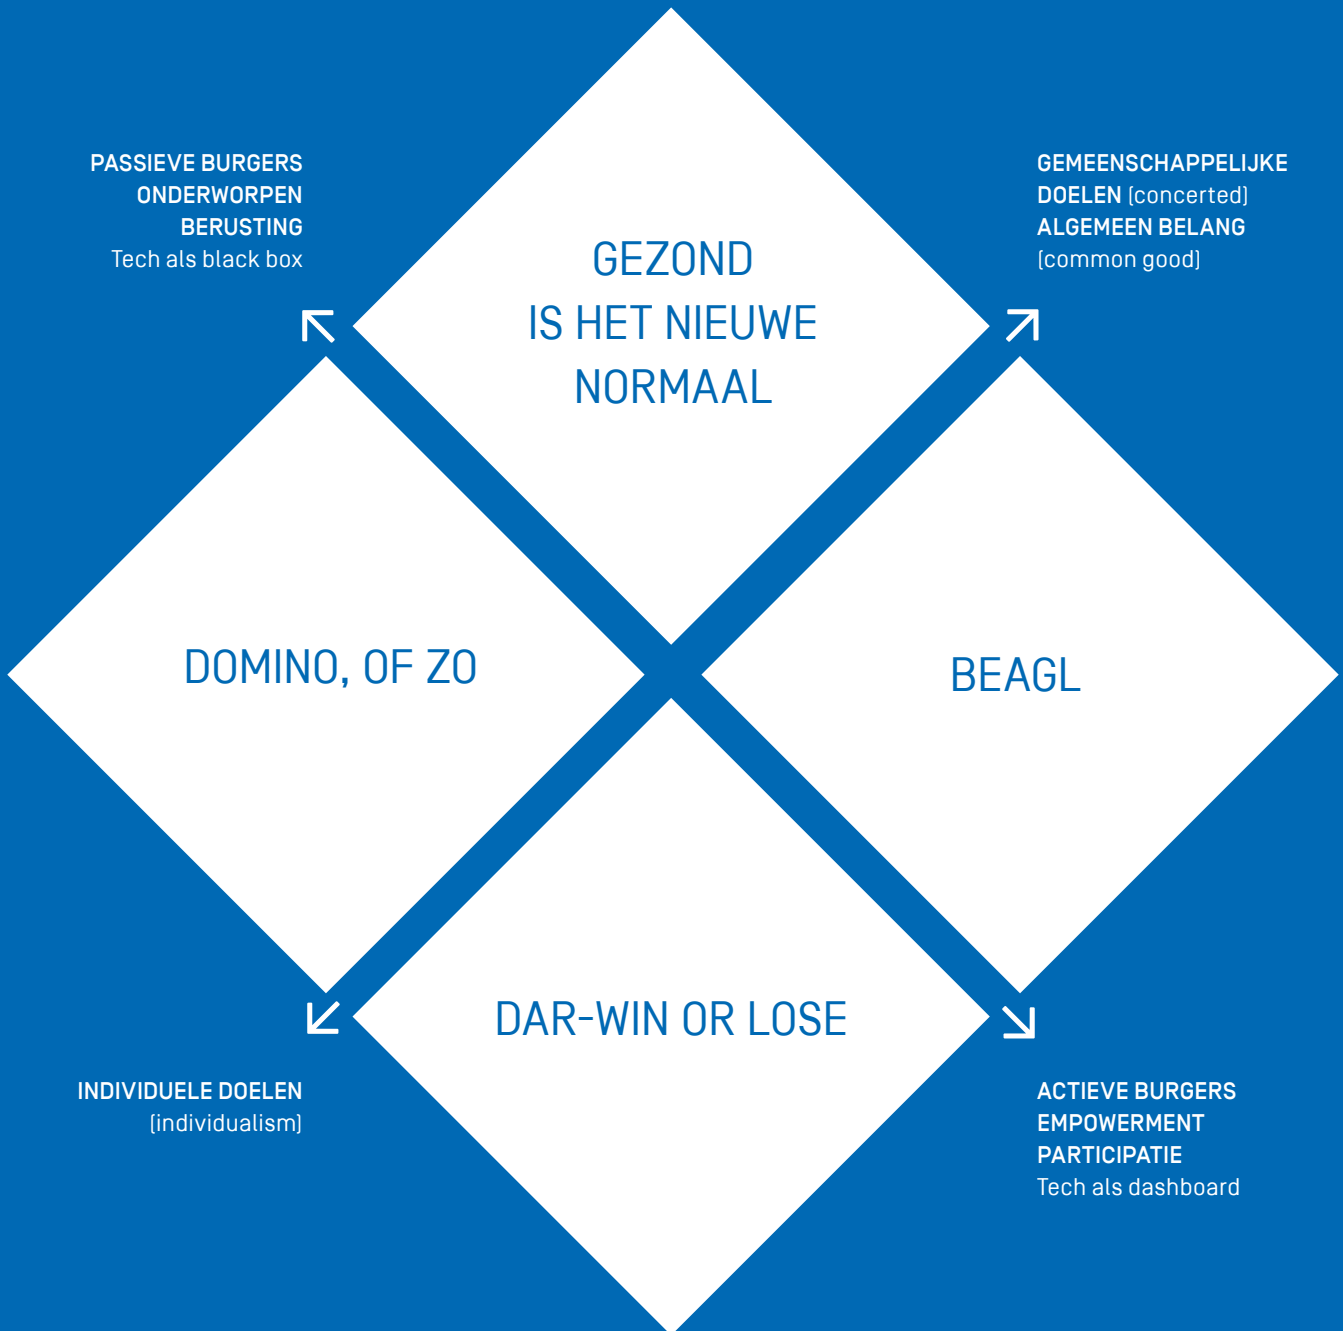 PASSIEVE BURGERS
ONDERWORPEN
BERUSTING
Tech als black box
GEMEENSCHAPPELIJKE
DOELEN (concerted)
ALGEMEEN BELANG
(common good)
GEZOND
IS HET NIEUWE
NORMAAL
DOMINO, OF ZO
BEAGL
DAR-WIN OR LOSE
INDIVIDUELE DOELEN
(individualism)
ACTIEVE BURGERS
EMPOWERMENT
PARTICIPATIE
Tech als dashboard